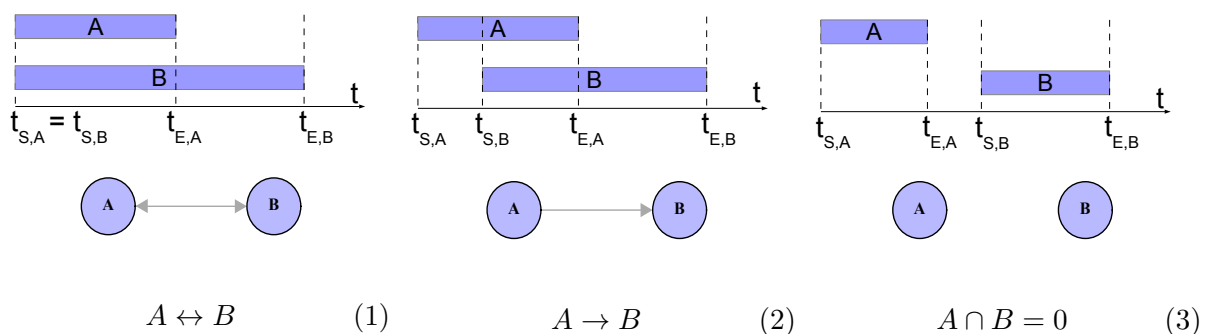 A A A
B B B
t t t
t_{S,A} = t_{S,B} t_{E,A} t_{E,B} t_{S,A} t_{S,B} t_{E,A} t_{E,B} t_{S,A} t_{E,A} t_{S,B} t_{E,B}
A B A B A B
A ↔ B (1) A → B (2) A ∩ B = 0 (3)